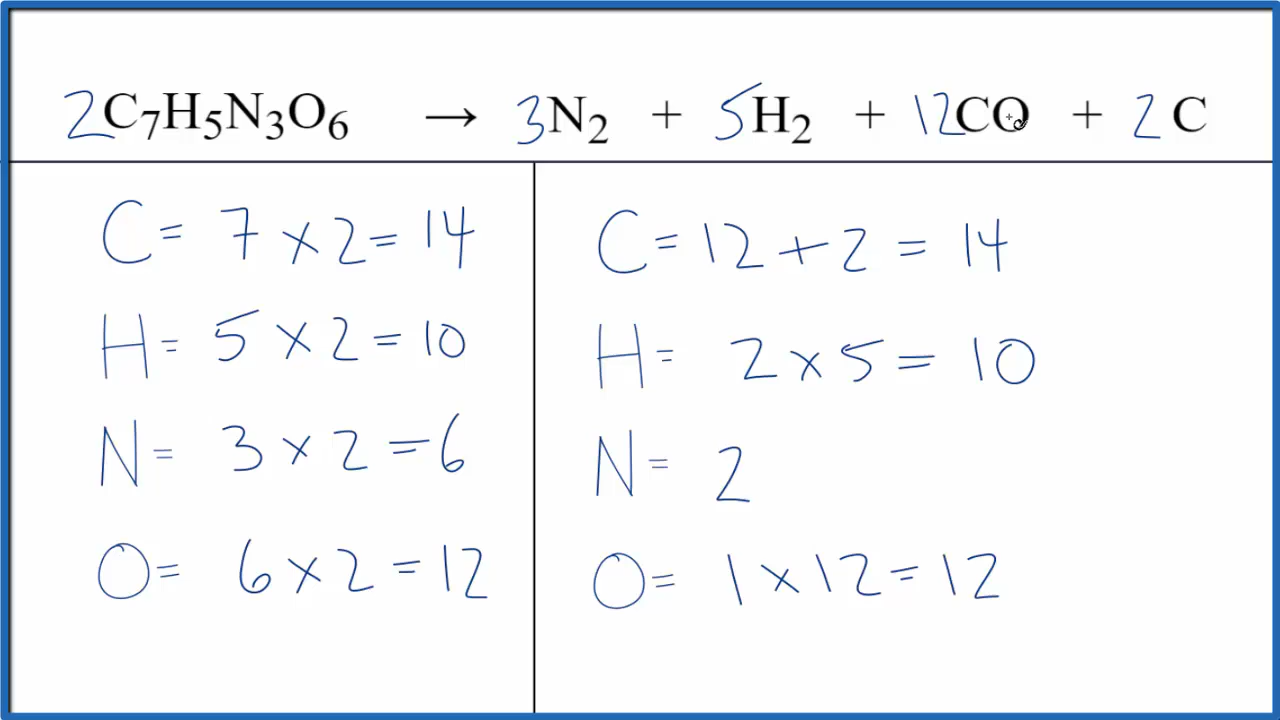 2C₇H₅N₃O₆ → 3N₂ + 5H₂ + 12CO + 2C
C = 7 × 2 = 14
H = 5 × 2 = 10
N = 3 × 2 = 6
O = 6 × 2 = 12
C = 12 + 2 = 14
H = 2 × 5 = 10
N = 2
O = 1 × 12 = 12